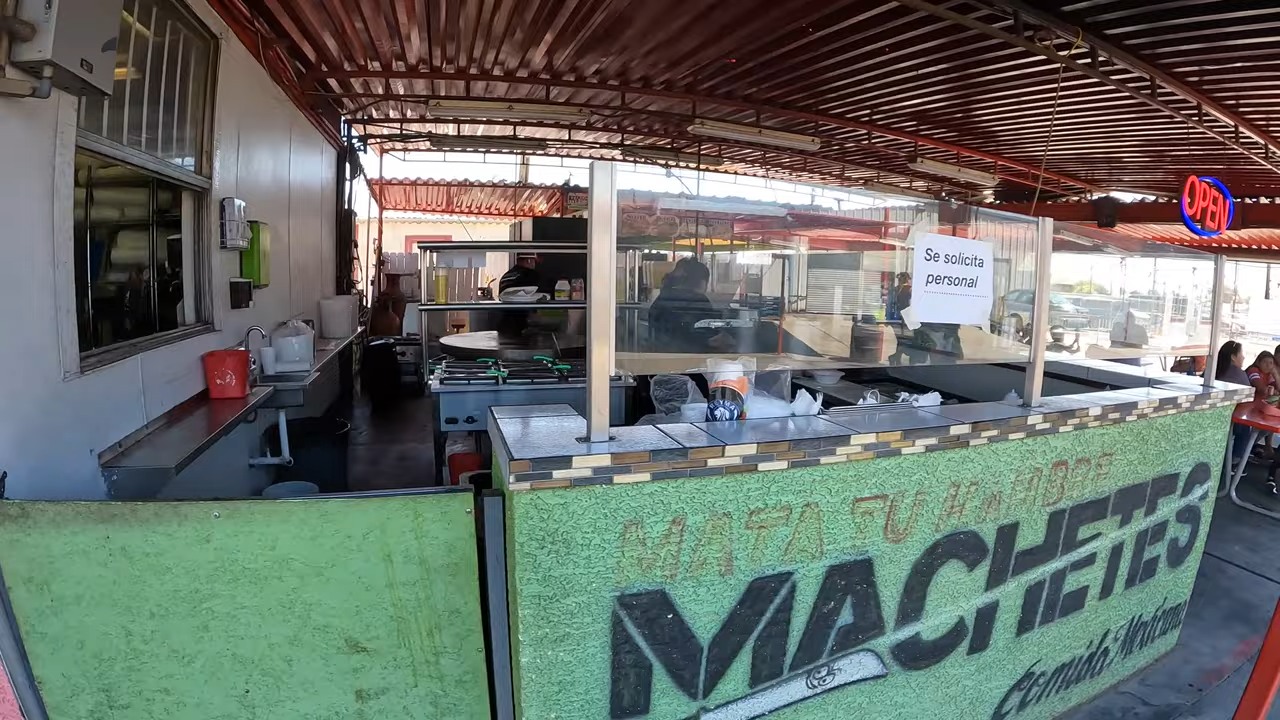 OPEN
Se solicita
personal
MATA TU HAMBRE
MACHETES
Comida Mexicana